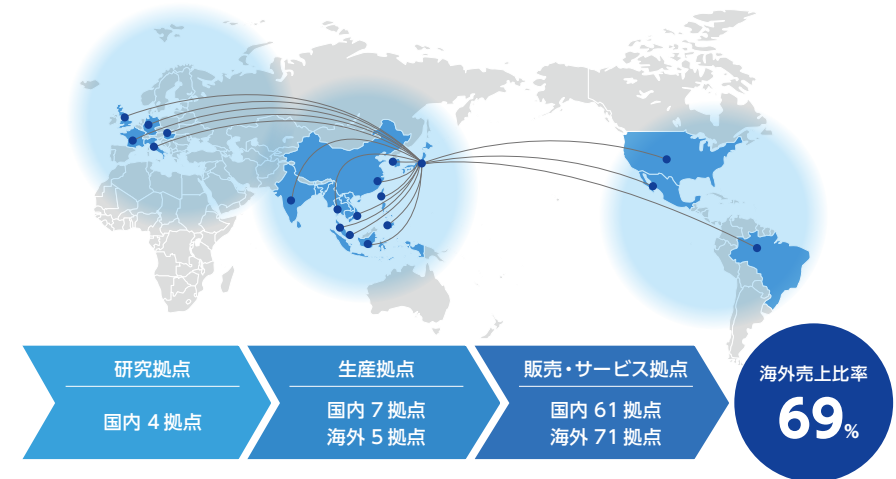 研究拠点
国内 4 拠点
生産拠点
国内 7 拠点
海外 5 拠点
販売・サービス拠点
国内 61 拠点
海外 71 拠点
海外売上比率
69%